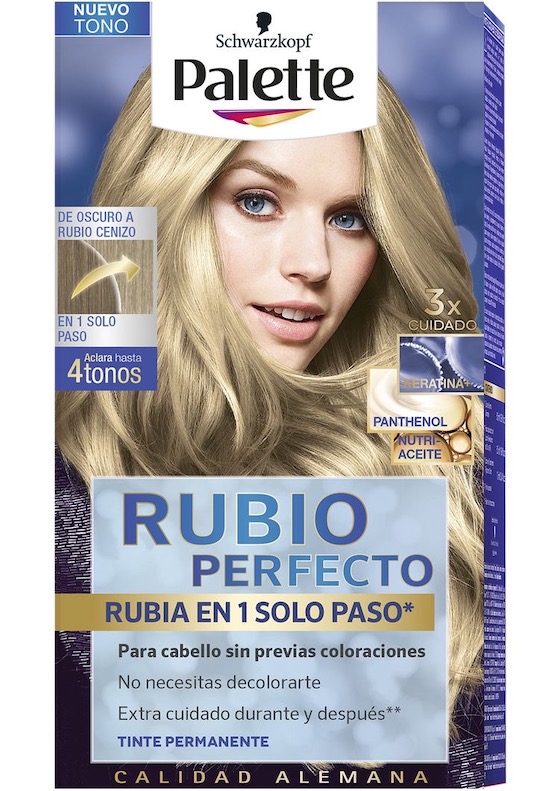 NUEVO
TONO
Schwarzkopf
Palette
DE OSCURO A
RUBIO CENIZO
EN 1 SOLO
PASO
Aclara hasta
4tonos
3x
CUIDADO
KERATINA+
PANTHENOL
NUTRI-
ACEITE
RUBIO
PERFECTO
RUBIA EN 1 SOLO PASO*
Para cabello sin previas coloraciones
No necesitas decolorarte
Extra cuidado durante y después**
TINTE PERMANENTE
CALIDAD ALEMANA